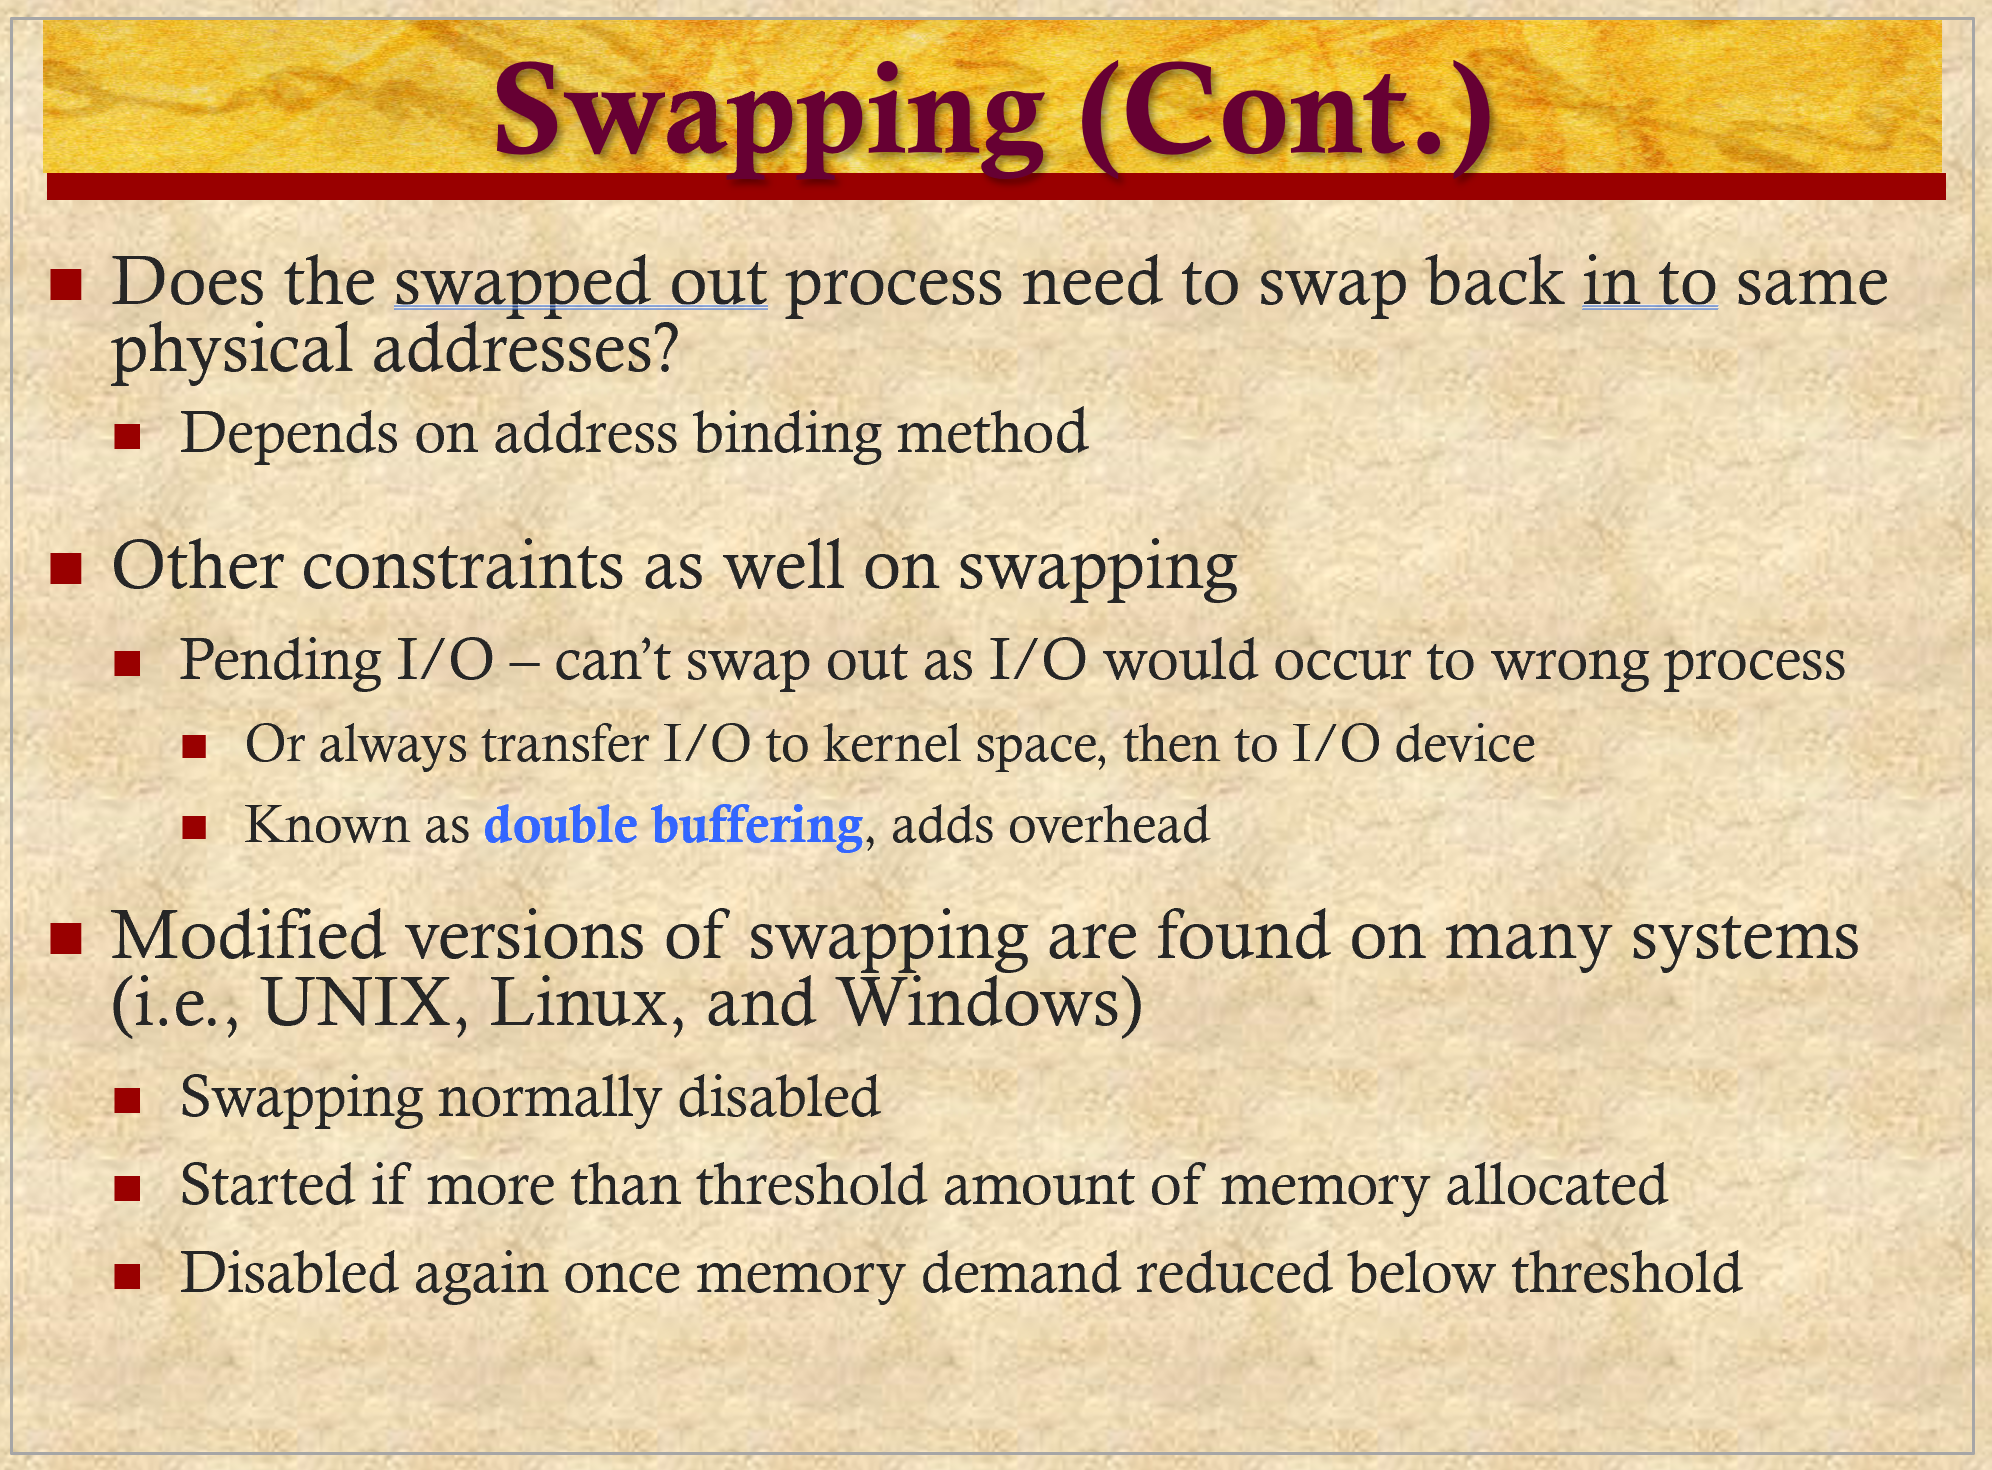 Swapping (Cont.)
Does the swapped out process need to swap back in to same
physical addresses?
Depends on address binding method
Other constraints as well on swapping
Pending I/O – can’t swap out as I/O would occur to wrong process
Or always transfer I/O to kernel space, then to I/O device
Known as double buffering, adds overhead
Modified versions of swapping are found on many systems
(i.e., UNIX, Linux, and Windows)
Swapping normally disabled
Started if more than threshold amount of memory allocated
Disabled again once memory demand reduced below threshold